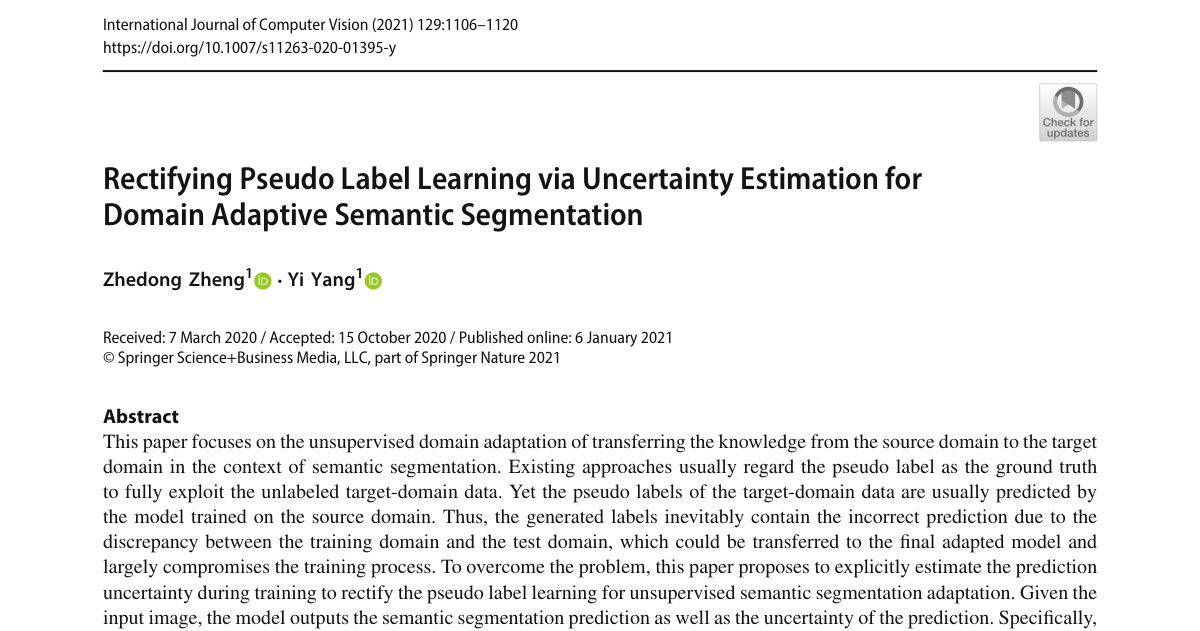 International Journal of Computer Vision (2021) 129:1106–1120
https://doi.org/10.1007/s11263-020-01395-y
Check for
updates
Rectifying Pseudo Label Learning via Uncertainty Estimation for
Domain Adaptive Semantic Segmentation
Zhedong Zheng1 iD · Yi Yang1 iD
Received: 7 March 2020 / Accepted: 15 October 2020 / Published online: 6 January 2021
© Springer Science+Business Media, LLC, part of Springer Nature 2021
Abstract
This paper focuses on the unsupervised domain adaptation of transferring the knowledge from the source domain to the target
domain in the context of semantic segmentation. Existing approaches usually regard the pseudo label as the ground truth
to fully exploit the unlabeled target-domain data. Yet the pseudo labels of the target-domain data are usually predicted by
the model trained on the source domain. Thus, the generated labels inevitably contain the incorrect prediction due to the
discrepancy between the training domain and the test domain, which could be transferred to the final adapted model and
largely compromises the training process. To overcome the problem, this paper proposes to explicitly estimate the prediction
uncertainty during training to rectify the pseudo label learning for unsupervised semantic segmentation adaptation. Given the
input image, the model outputs the semantic segmentation prediction as well as the uncertainty of the prediction. Specifically,